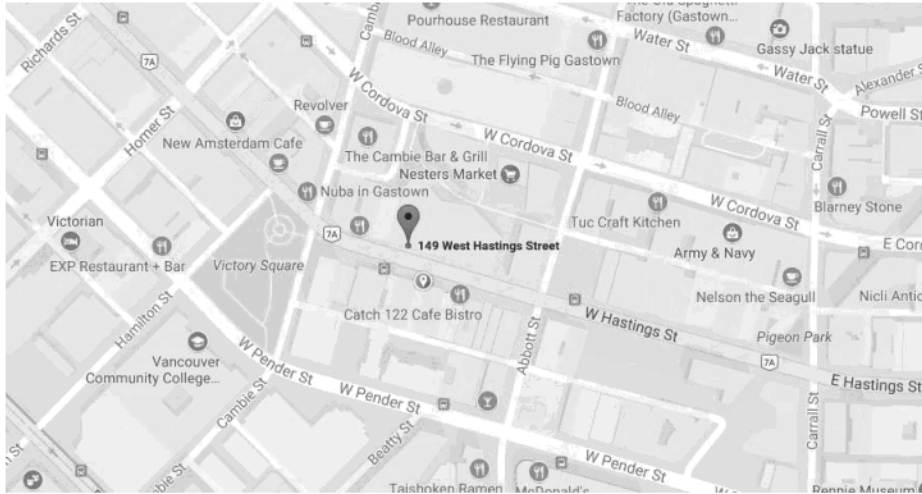 Pourhouse Restaurant
Factory (Gastown...
Richards St
7A
Blood Alley
The Flying Pig Gastown
Water St
Gassy Jack statue
Water St
Alexander St
Powell St
Homer St
Revolver
W Cordova St
Blood Alley
New Amsterdam Cafe
W Cordova St
Carrall St
The Cambie Bar & Grill
Nesters Market
Nuba in Gastown
W Cordova St
Blarney Stone
Tuc Craft Kitchen
Victorian
7A
149 West Hastings Street
Army & Navy
EXP Restaurant + Bar
Victory Square
Nelson the Seagull
Hamilton St
Catch 122 Cafe Bistro
W Hastings St
Pigeon Park
Abbott St
Vancouver
Community College...
W Pender St
7A
E Hastings St
Cambie St
W Pender St
Carrall St
Beatty St
W Pender St
Cambie St
Taishoken Ramen
McDonald's